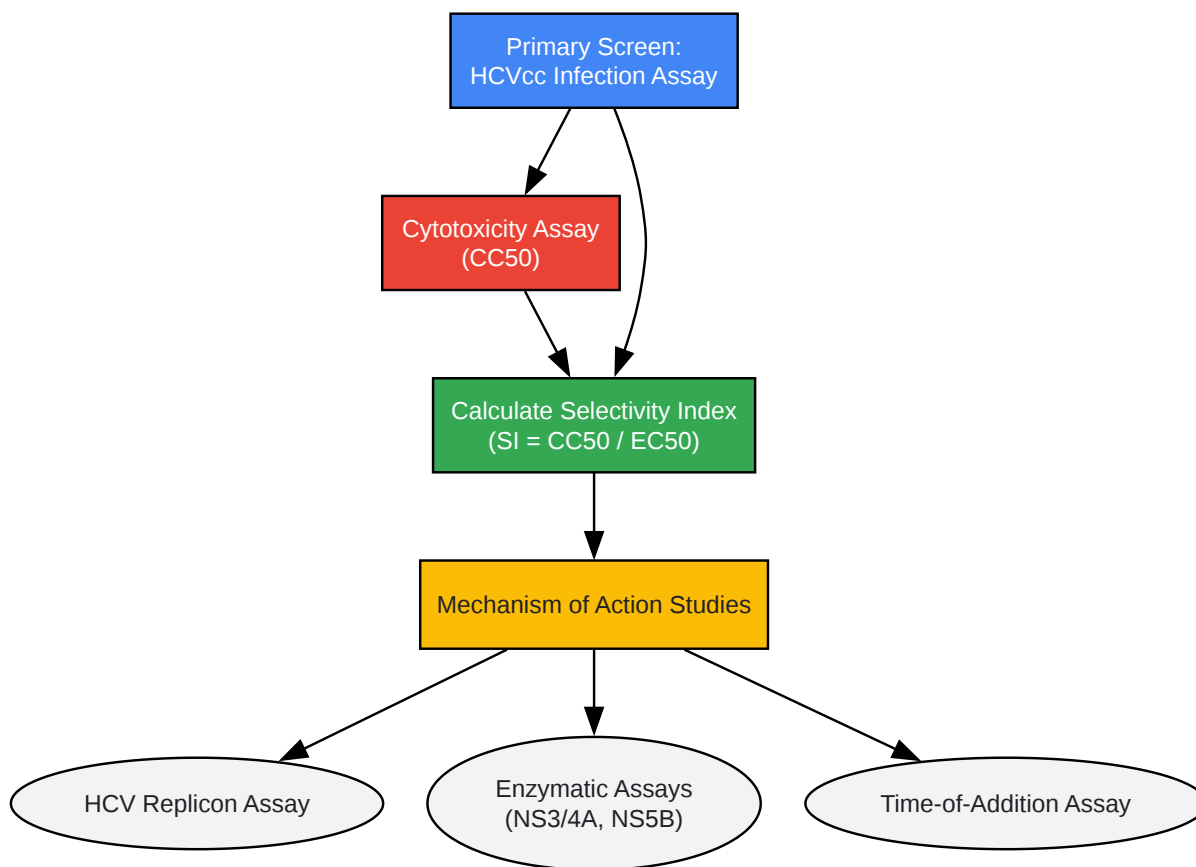 Primary Screen:
HCVcc Infection Assay
Cytotoxicity Assay
(CC50)
Calculate Selectivity Index
(SI = CC50 / EC50)
Mechanism of Action Studies
HCV Replicon Assay
Enzymatic Assays
(NS3/4A, NS5B)
Time-of-Addition Assay